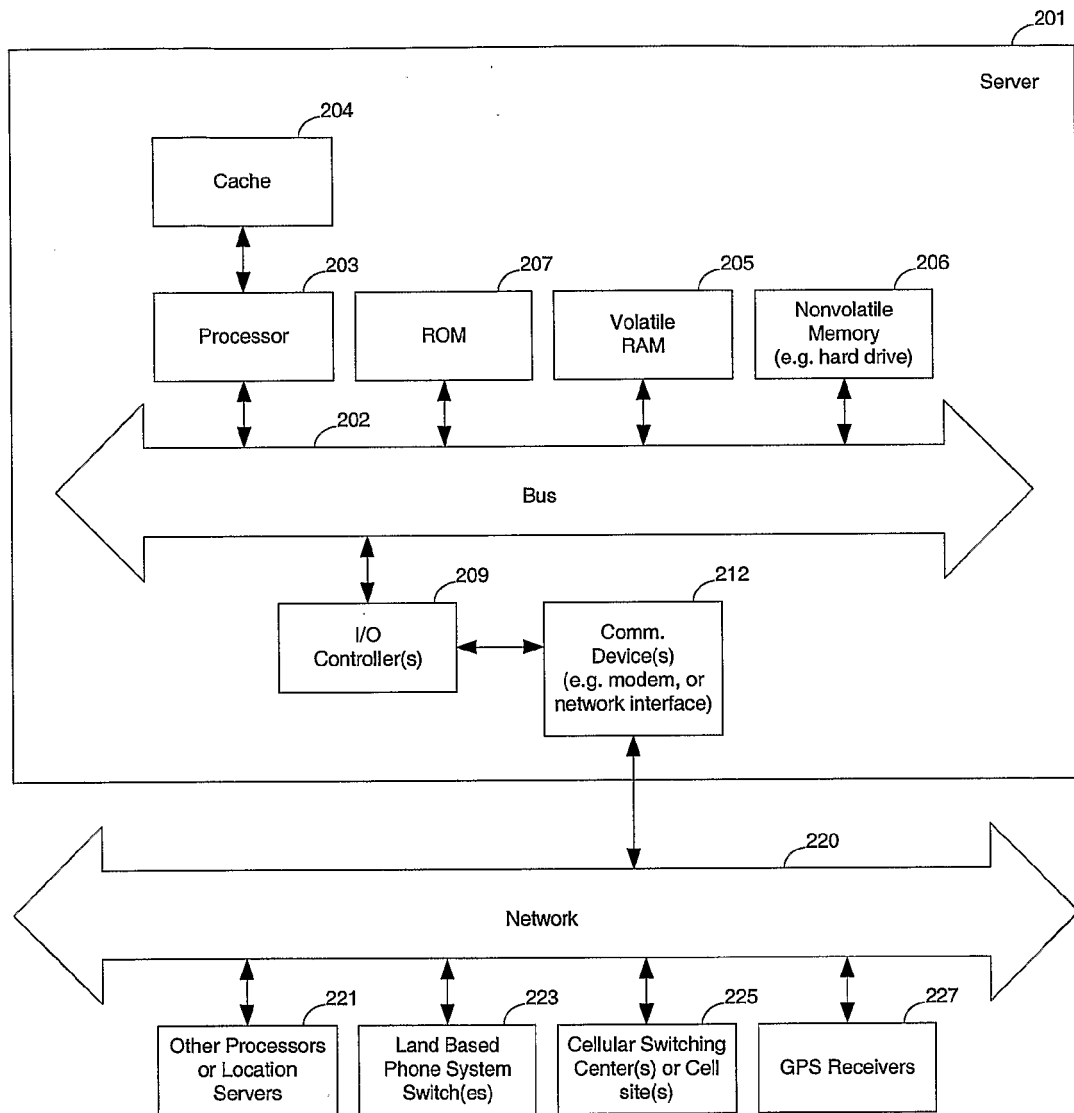 201
Server
204
Cache
203
207
205
206
Processor
ROM
Volatile
RAM
Nonvolatile
Memory
(e.g. hard drive)
202
Bus
209
212
I/O
Controller(s)
Comm.
Device(s)
(e.g. modem, or
network interface)
220
Network
221
223
225
227
Other Processors
or Location
Servers
Land Based
Phone System
Switch(es)
Cellular Switching
Center(s) or Cell
site(s)
GPS Receivers